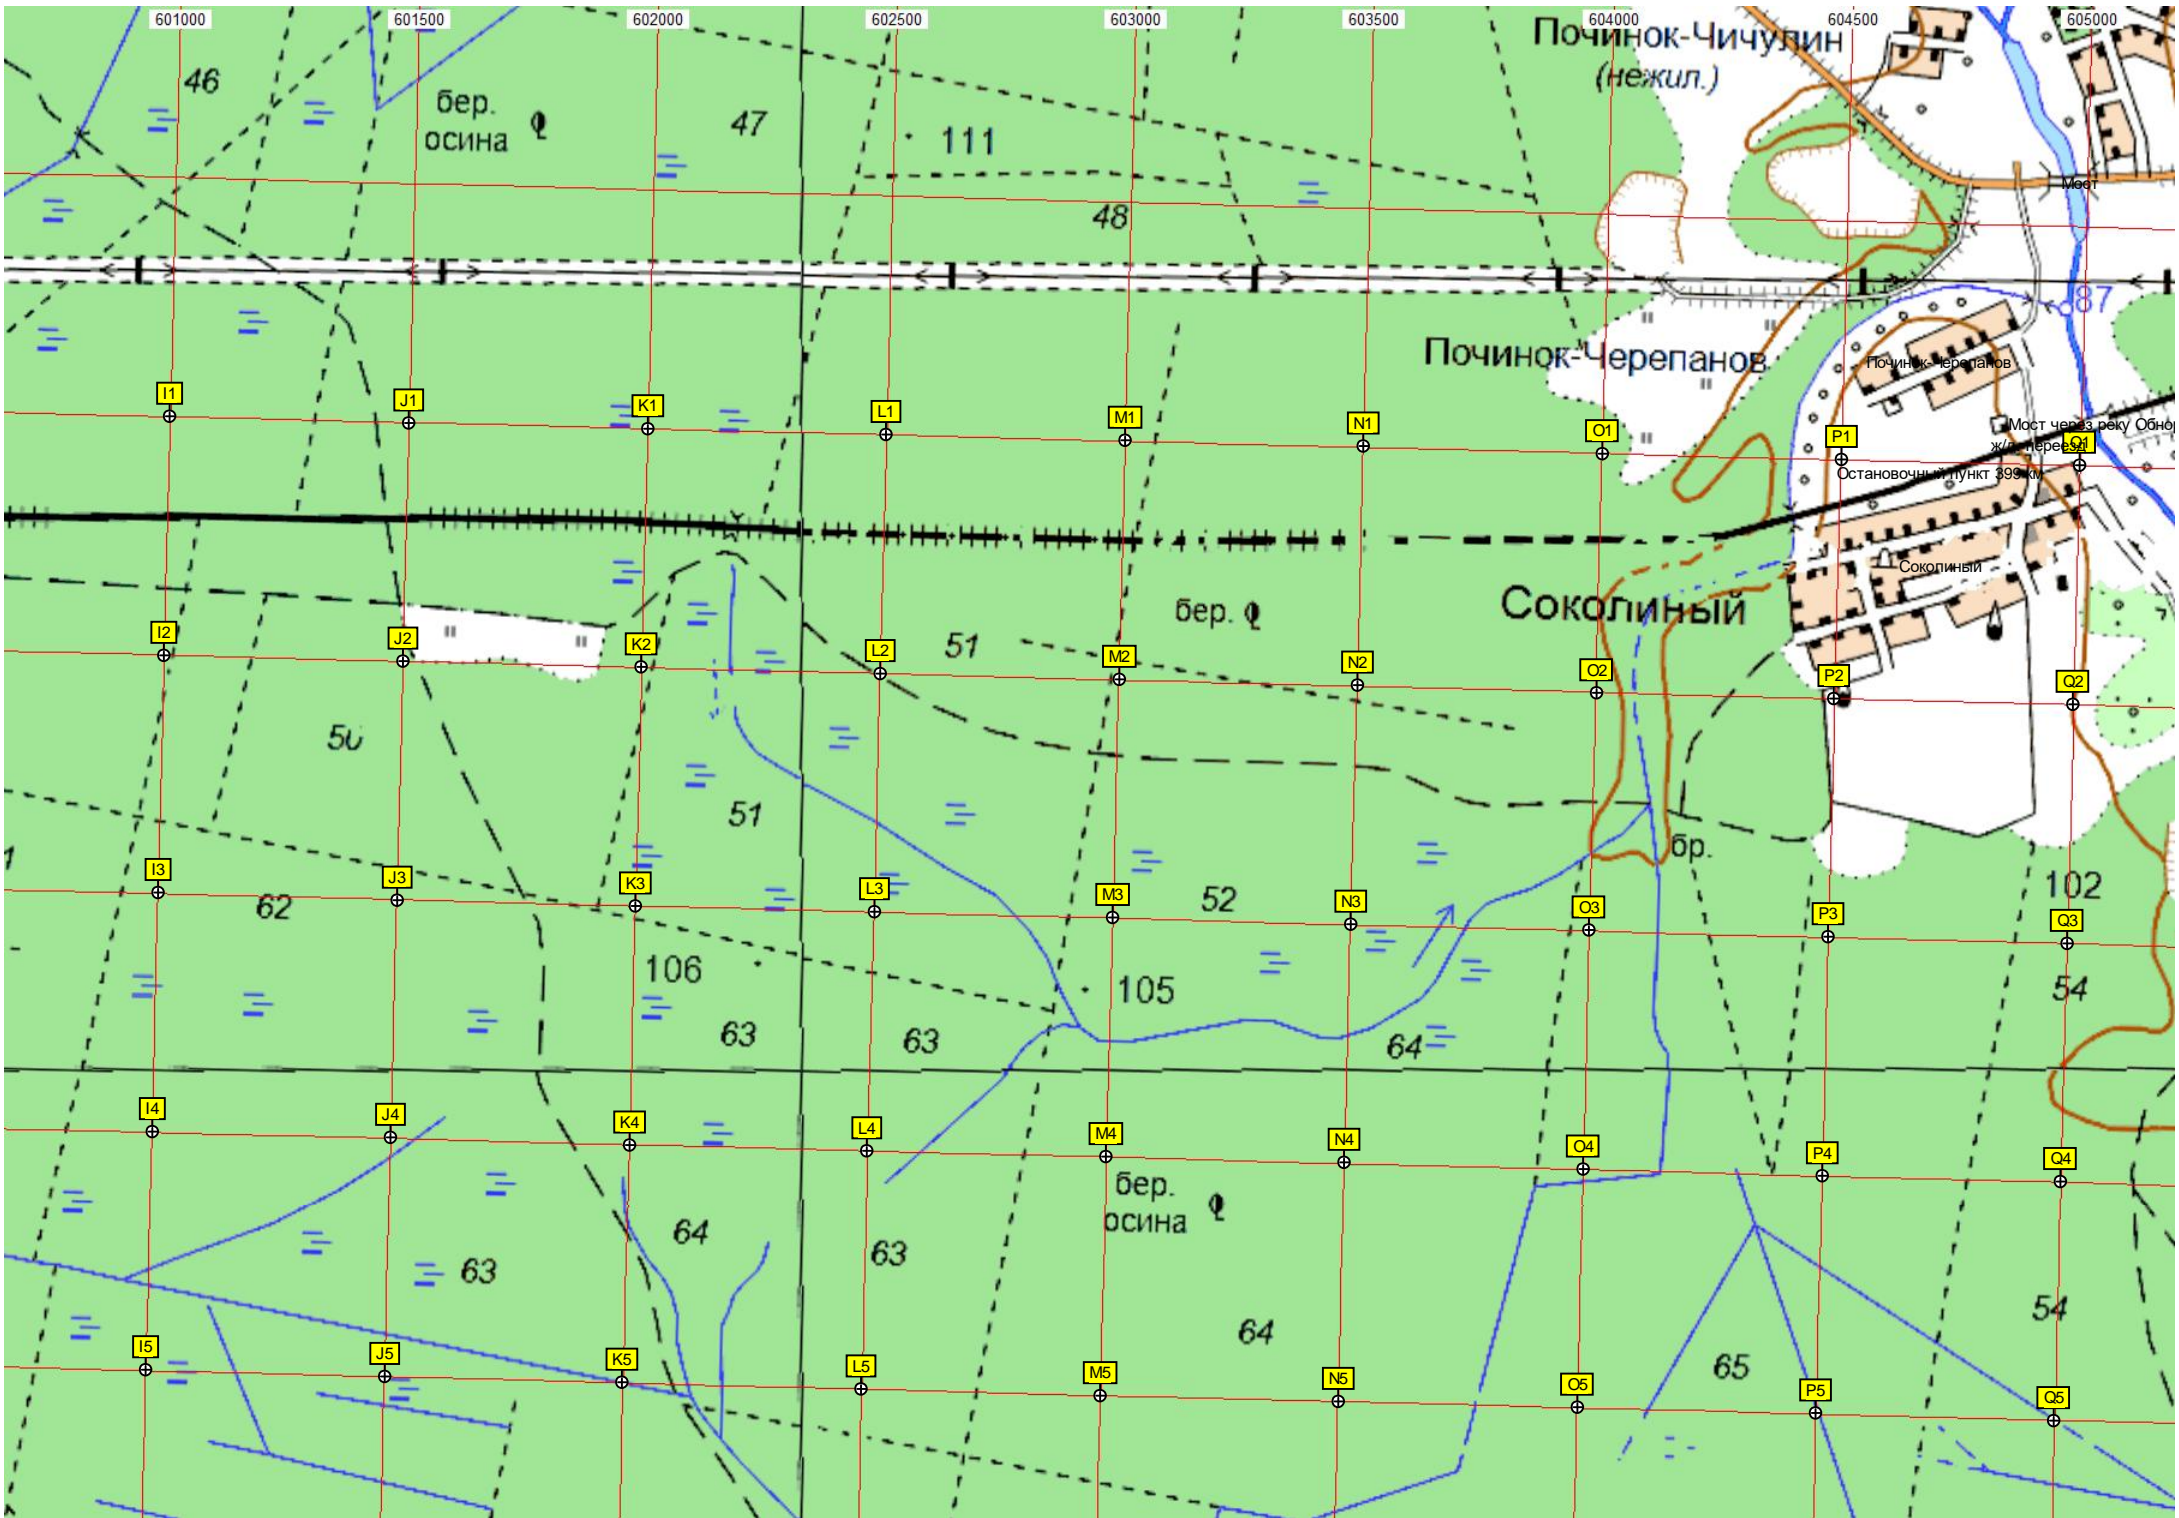 601000 601500 602000 602500 603000 603500 604000 604500 605000
Починок-Чичулин
(нежил.)
46
бер.
осина
47
111
48
Мост
87
Починок-Черепанов
Починок-Черепанов
I1 J1 K1 L1 M1 N1 O1 P1 Q1
Мост через реку Обнор
ж/д переезд
Остановочный пункт 399 км
Соколиный
Соколиный
бер.
51
I2 J2 K2 L2 M2 N2 O2 P2 Q2
50
51
бр.
52
102
62
I3 J3 K3 L3 M3 N3 O3 P3 Q3
106
105
54
63
63
64
I4 J4 K4 L4 M4 N4 O4 P4 Q4
бер.
осина
64
63
63
64
54
65
I5 J5 K5 L5 M5 N5 O5 P5 Q5